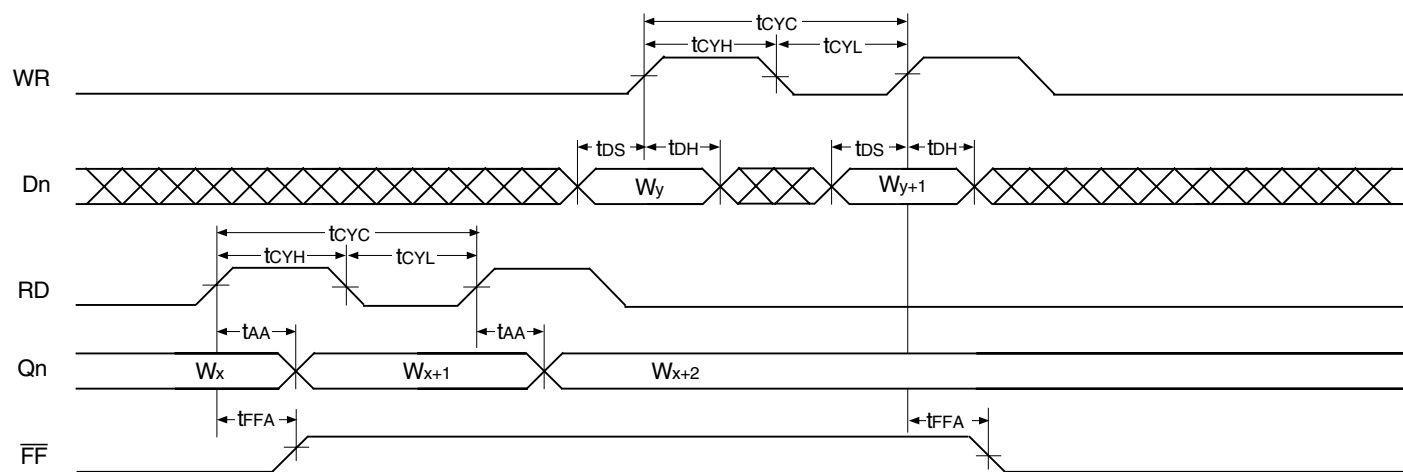 tCYC
tCYH tCYL
WR
tDS tDH tDS tDH
Dn Wy Wy+1
tCYC
tCYH tCYL
RD
tAA tAA
Qn Wx Wx+1 Wx+2
tFFA tFFA
FF